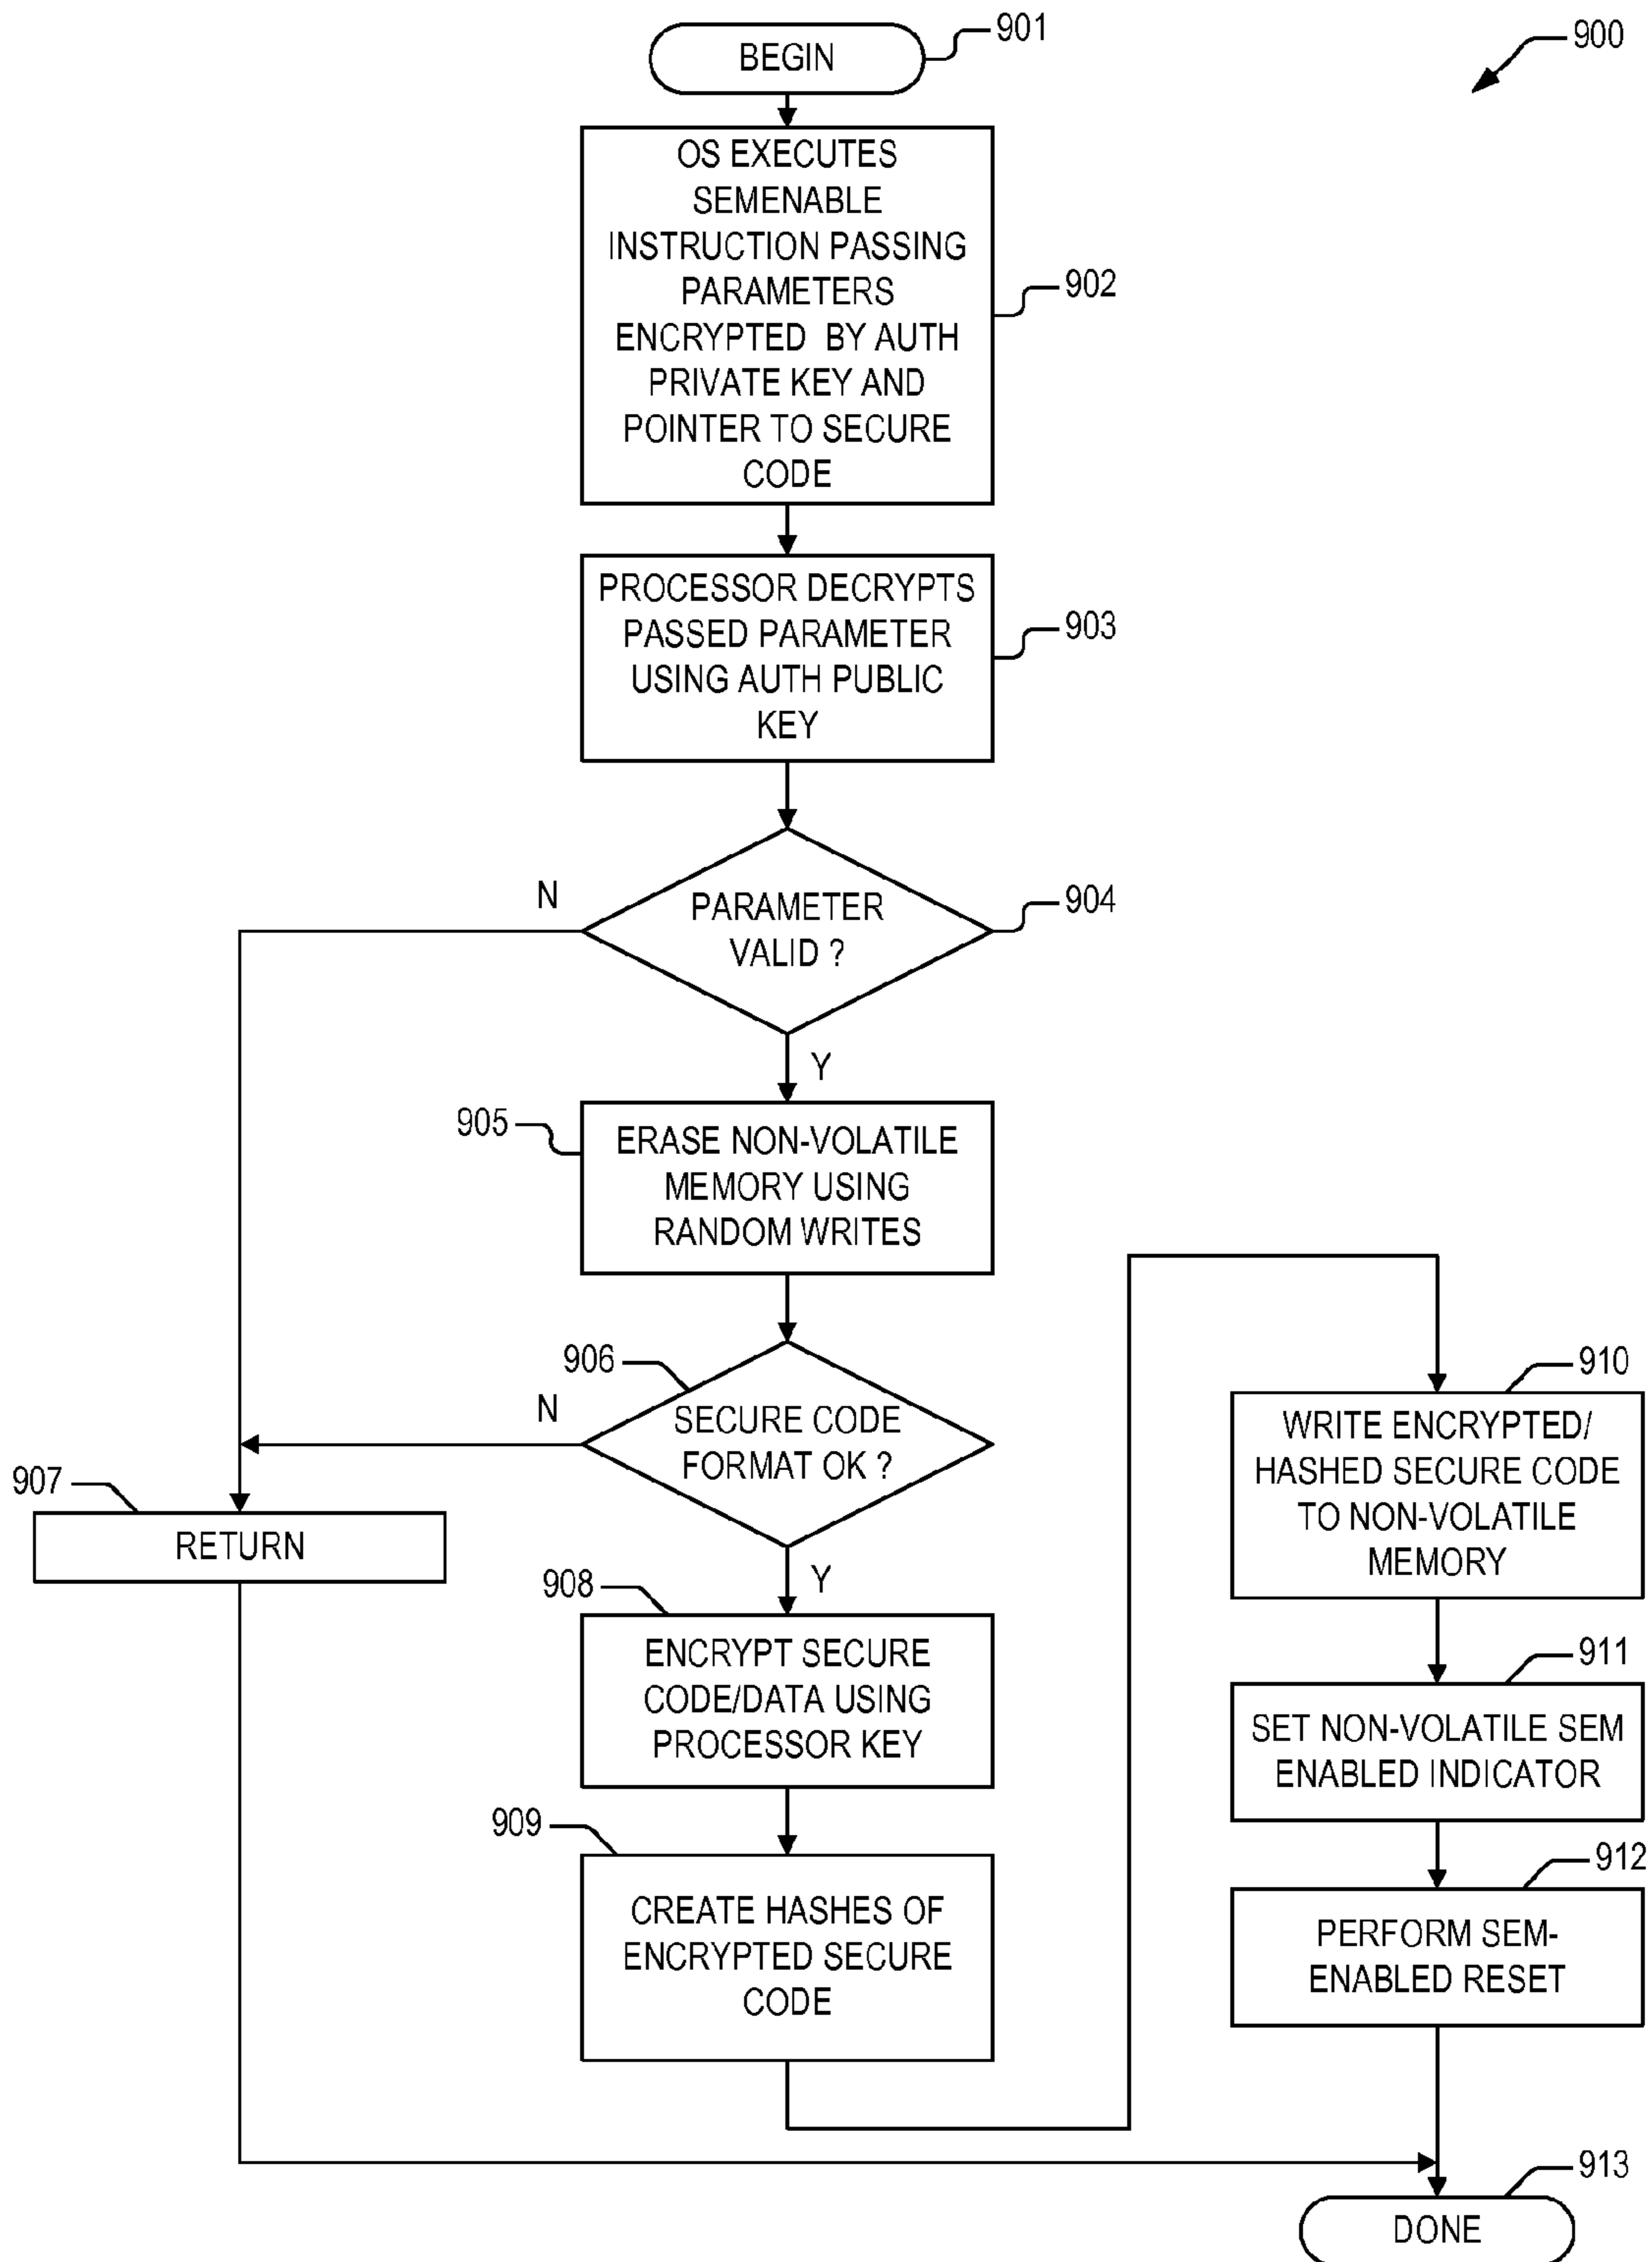 BEGIN
901
900
OS EXECUTES
SEMENABLE
INSTRUCTION PASSING
PARAMETERS
ENCRYPTED BY AUTH
PRIVATE KEY AND
POINTER TO SECURE
CODE
902
PROCESSOR DECRYPTS
PASSED PARAMETER
USING AUTH PUBLIC
KEY
903
N
PARAMETER
VALID ?
904
Y
905
ERASE NON-VOLATILE
MEMORY USING
RANDOM WRITES
906
N
SECURE CODE
FORMAT OK ?
907
RETURN
Y
908
ENCRYPT SECURE
CODE/DATA USING
PROCESSOR KEY
909
CREATE HASHES OF
ENCRYPTED SECURE
CODE
910
WRITE ENCRYPTED/
HASHED SECURE CODE
TO NON-VOLATILE
MEMORY
911
SET NON-VOLATILE SEM
ENABLED INDICATOR
912
PERFORM SEM-
ENABLED RESET
913
DONE